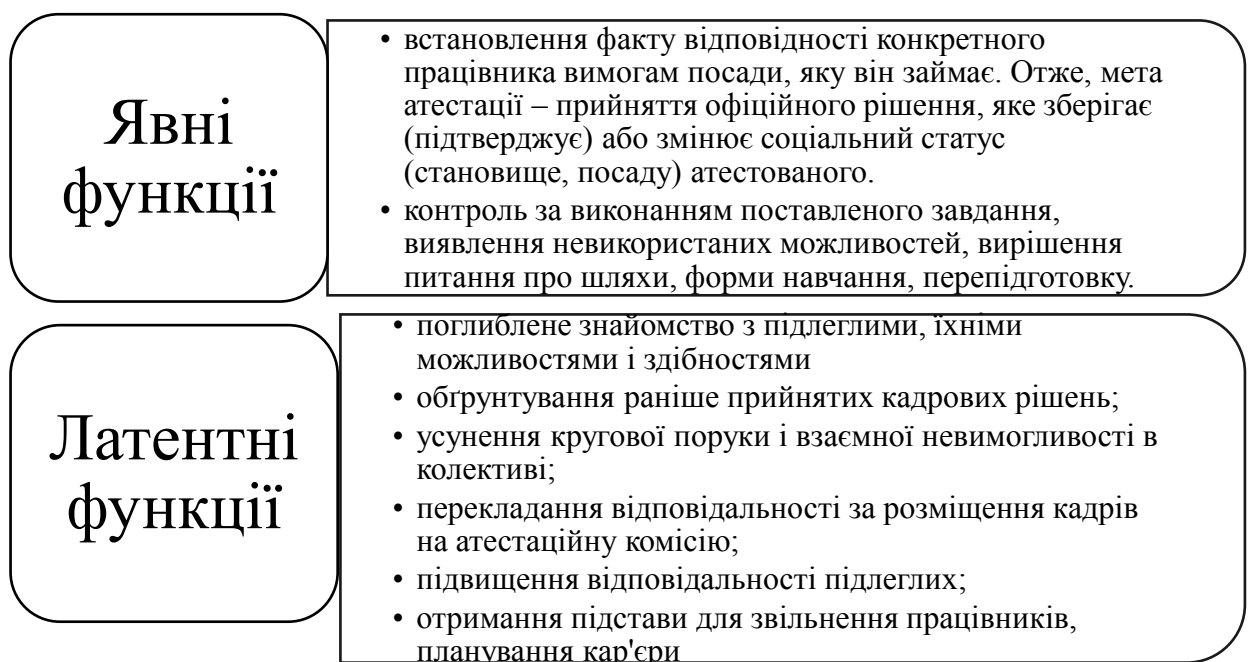 Явні
функції
• встановлення факту відповідності конкретного
працівника вимогам посади, яку він займає. Отже, мета
атестації – прийняття офіційного рішення, яке зберігає
(підтверджує) або змінює соціальний статус
(становище, посаду) атестованого.
• контроль за виконанням поставленого завдання,
виявлення невикористаних можливостей, вирішення
питання про шляхи, форми навчання, перепідготовку.
Латентні
функції
• поглиблене знайомство з підлеглими, їхніми
можливостями і здібностями
• обґрунтування раніше прийнятих кадрових рішень;
• усунення кругової поруки і взаємної невимогливості в
колективі;
• перекладання відповідальності за розміщення кадрів
на атестаційну комісію;
• підвищення відповідальності підлеглих;
• отримання підстави для звільнення працівників,
планування кар'єри